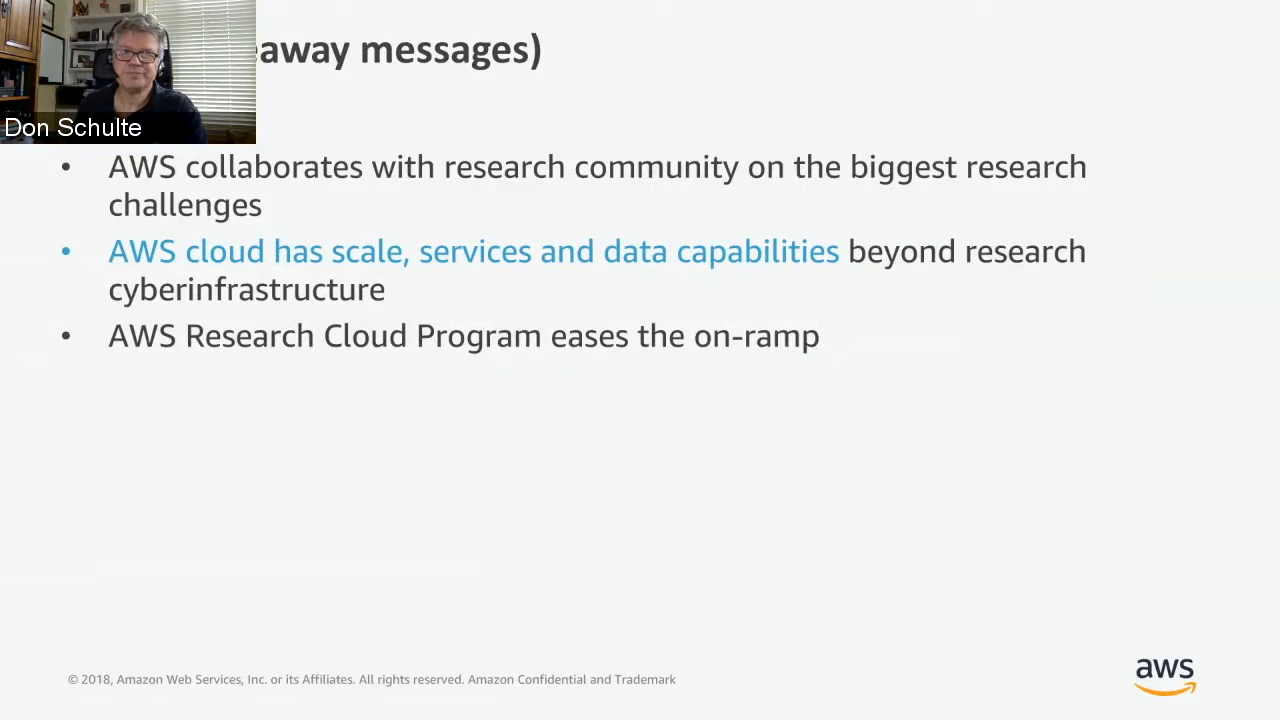 away messages)
Don Schulte
• AWS collaborates with research community on the biggest research
challenges
• AWS cloud has scale, services and data capabilities beyond research
cyberinfrastructure
• AWS Research Cloud Program eases the on-ramp
© 2018, Amazon Web Services, Inc. or its Affiliates. All rights reserved. Amazon Confidential and Trademark
aws